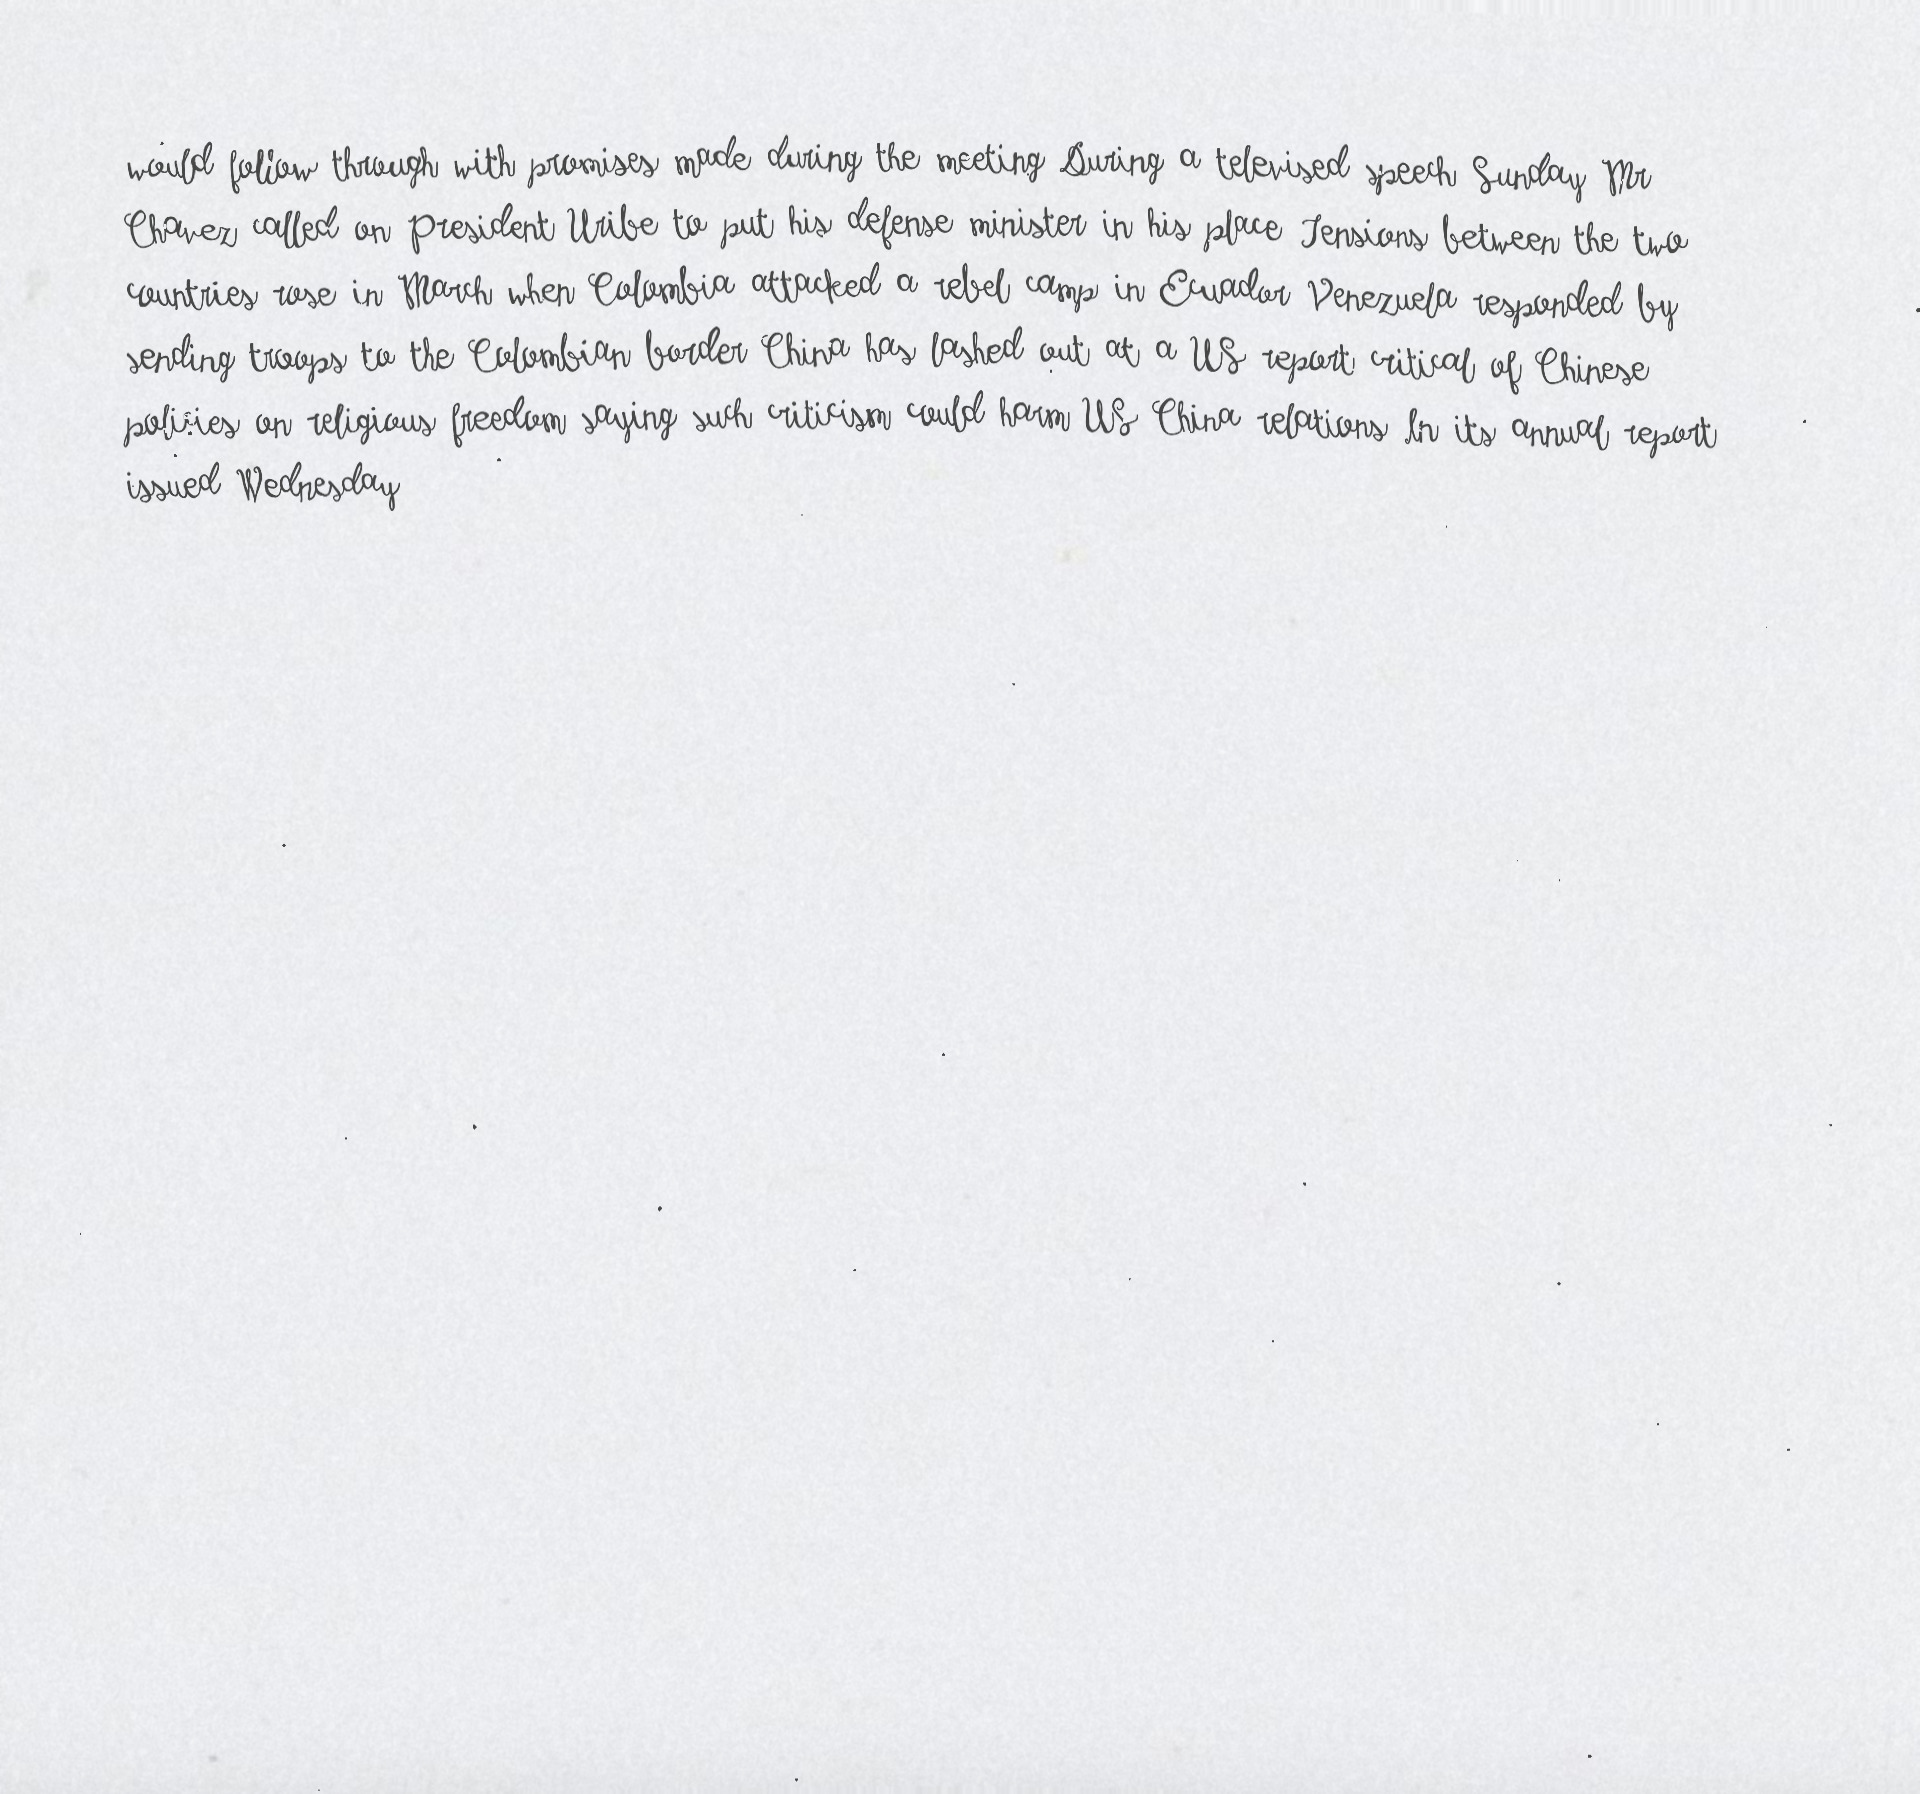 would follow through with promises made during the meeting During a televised speech Sunday Mr
Chavez called on President Uribe to put his defense minister in his place Tensions between the two
countries rose in March when Colombia attacked a rebel camp in Ecuador Venezuela responded by
sending troops to the Colombian border China has lashed out at a US report critical of Chinese
policies on religious freedom saying such criticism could harm US China relations In its annual report
issued Wednesday